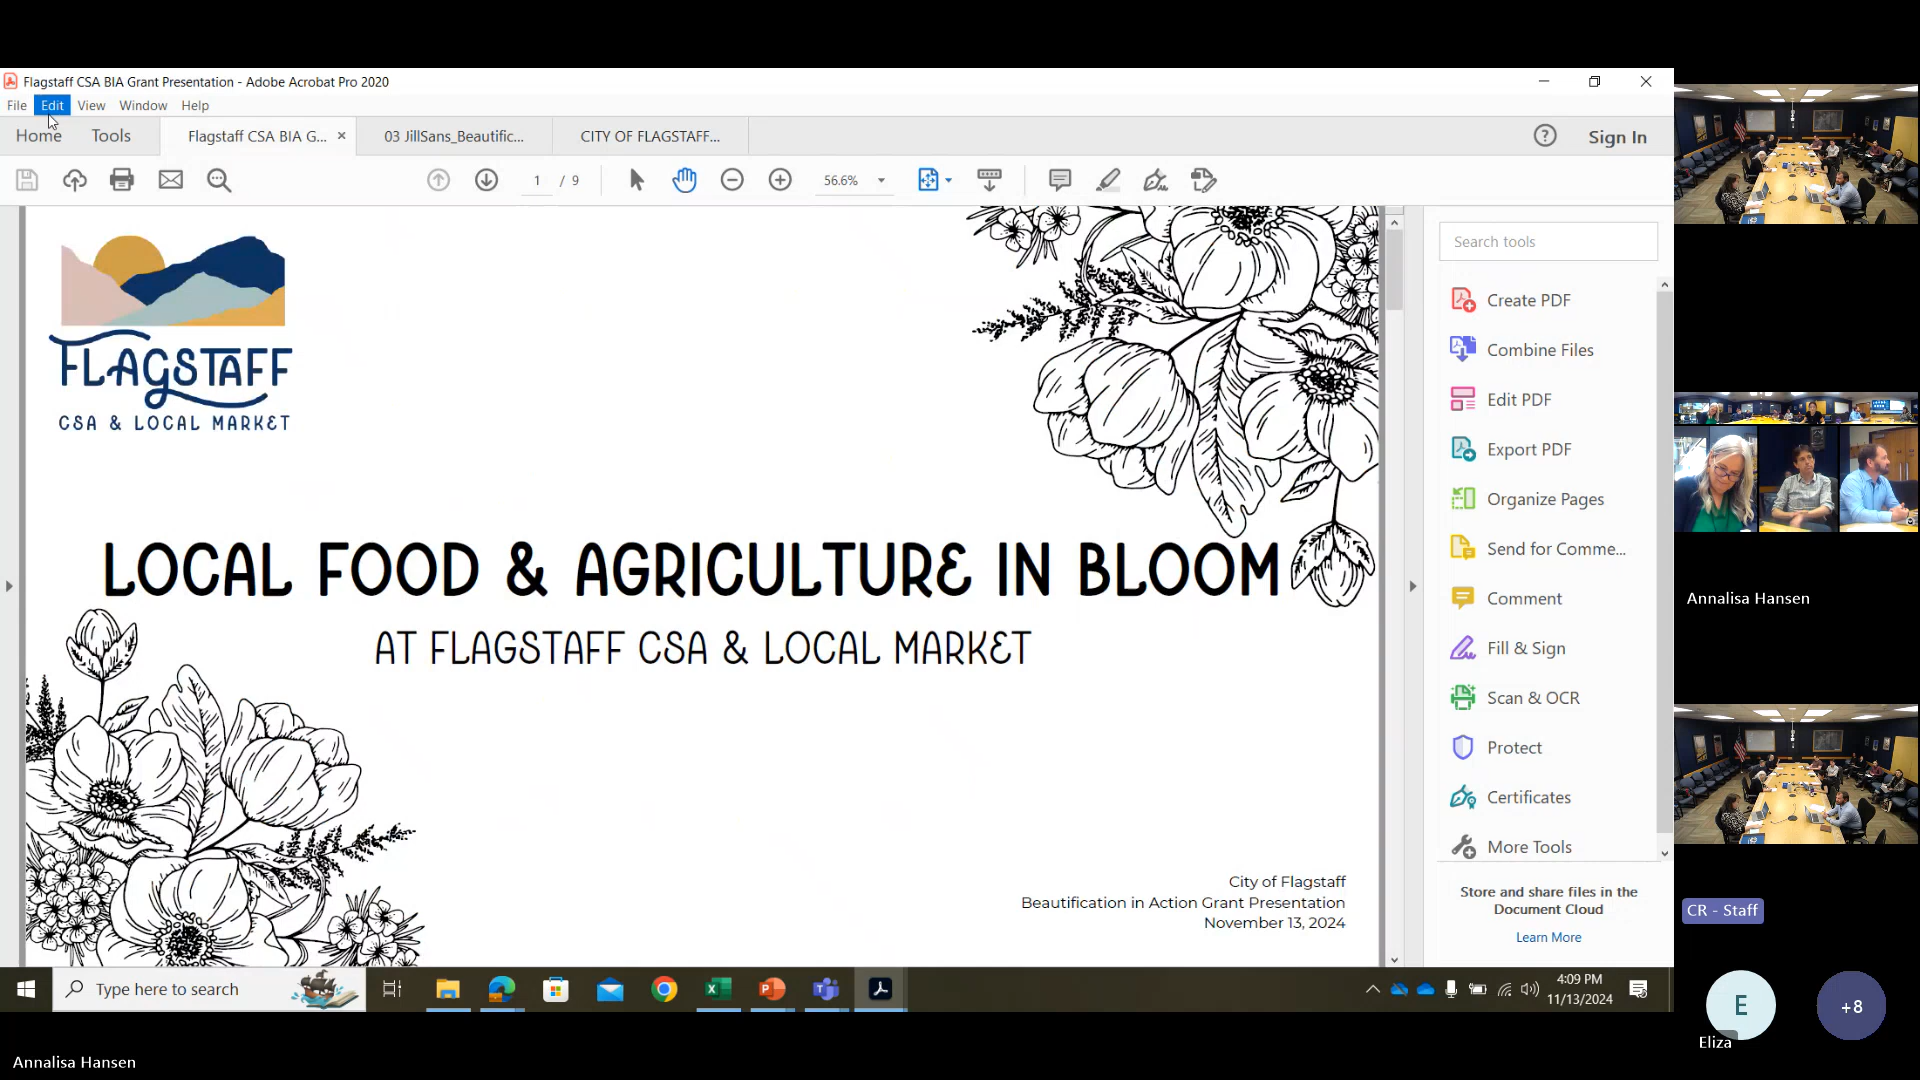 Flagstaff CSA BIA Grant Presentation - Adobe Acrobat Pro 2020
File Edit View Window Help
Home Tools Flagstaff CSA BIA G... 03 JillSans_Beautific... CITY OF FLAGSTAFF... Sign In
1 / 9 56.6%
FLAGSTAFF
CSA & LOCAL MARKET
LOCAL FOOD & AGRICULTURE IN BLOOM
AT FLAGSTAFF CSA & LOCAL MARKET
City of Flagstaff
Beautification in Action Grant Presentation
November 13, 2024
Search tools
Create PDF
Combine Files
Edit PDF
Export PDF
Organize Pages
Send for Comme...
Comment
Fill & Sign
Scan & OCR
Protect
Certificates
More Tools
Store and share files in the
Document Cloud
Learn More
Type here to search
4:09 PM
11/13/2024
Annalisa Hansen
CR - Staff
E
Eliza
+8
Annalisa Hansen